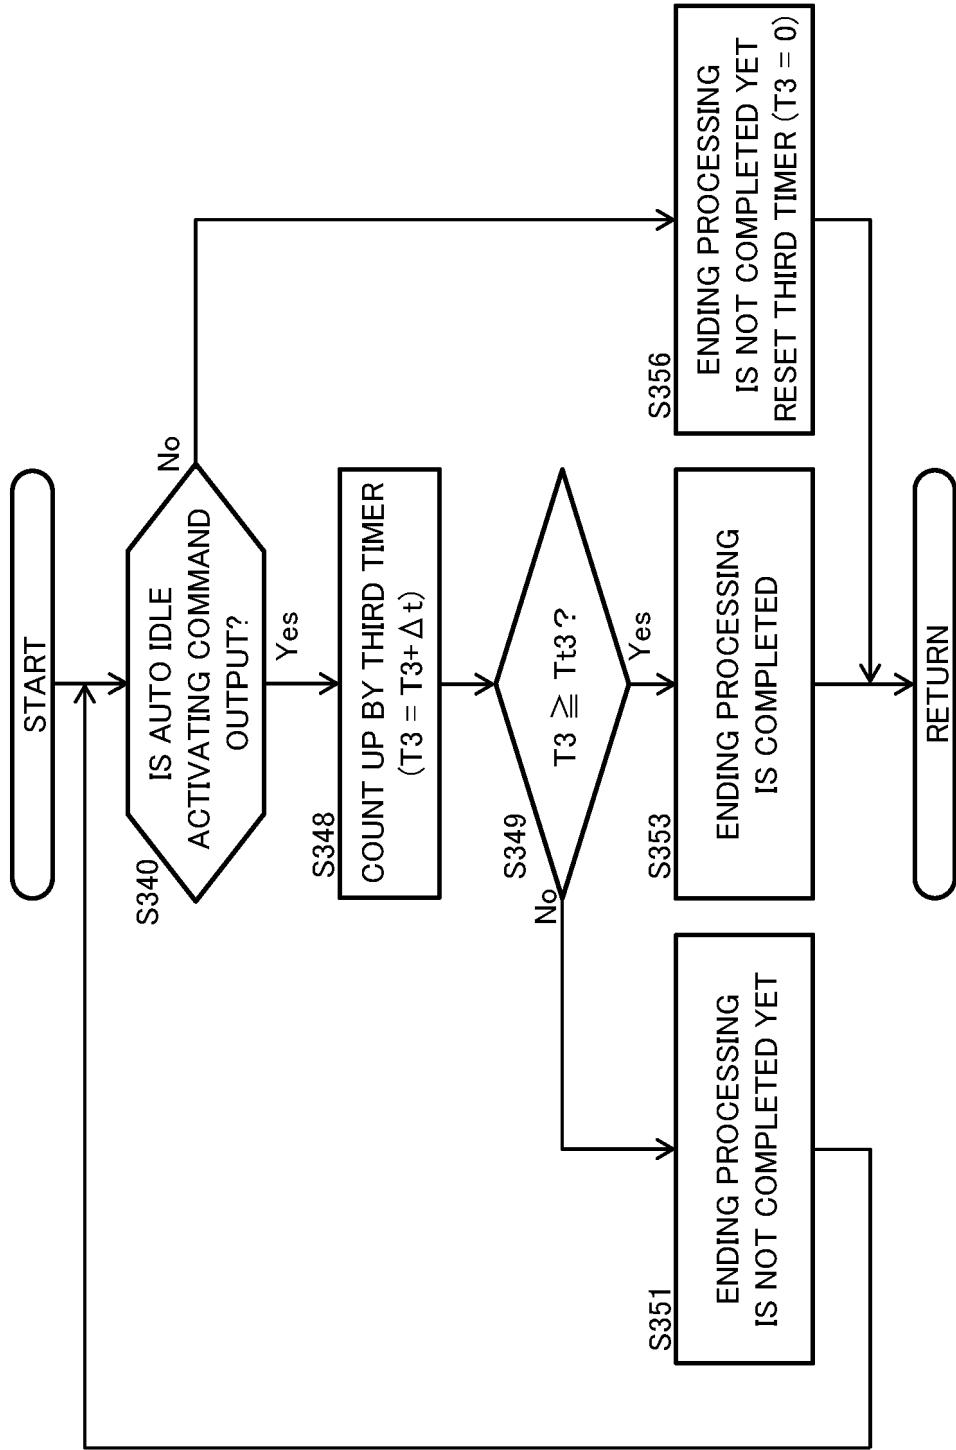 START
S340
IS AUTO IDLE
ACTIVATING COMMAND
OUTPUT?
No
Yes
S348
COUNT UP BY THIRD TIMER
(T3 = T3+Δt)
S349
T3 ≧ Tt3?
No
Yes
S351
ENDING PROCESSING
IS NOT COMPLETED YET
S353
ENDING PROCESSING
IS COMPLETED
S356
ENDING PROCESSING
IS NOT COMPLETED YET
RESET THIRD TIMER (T3 = 0)
RETURN